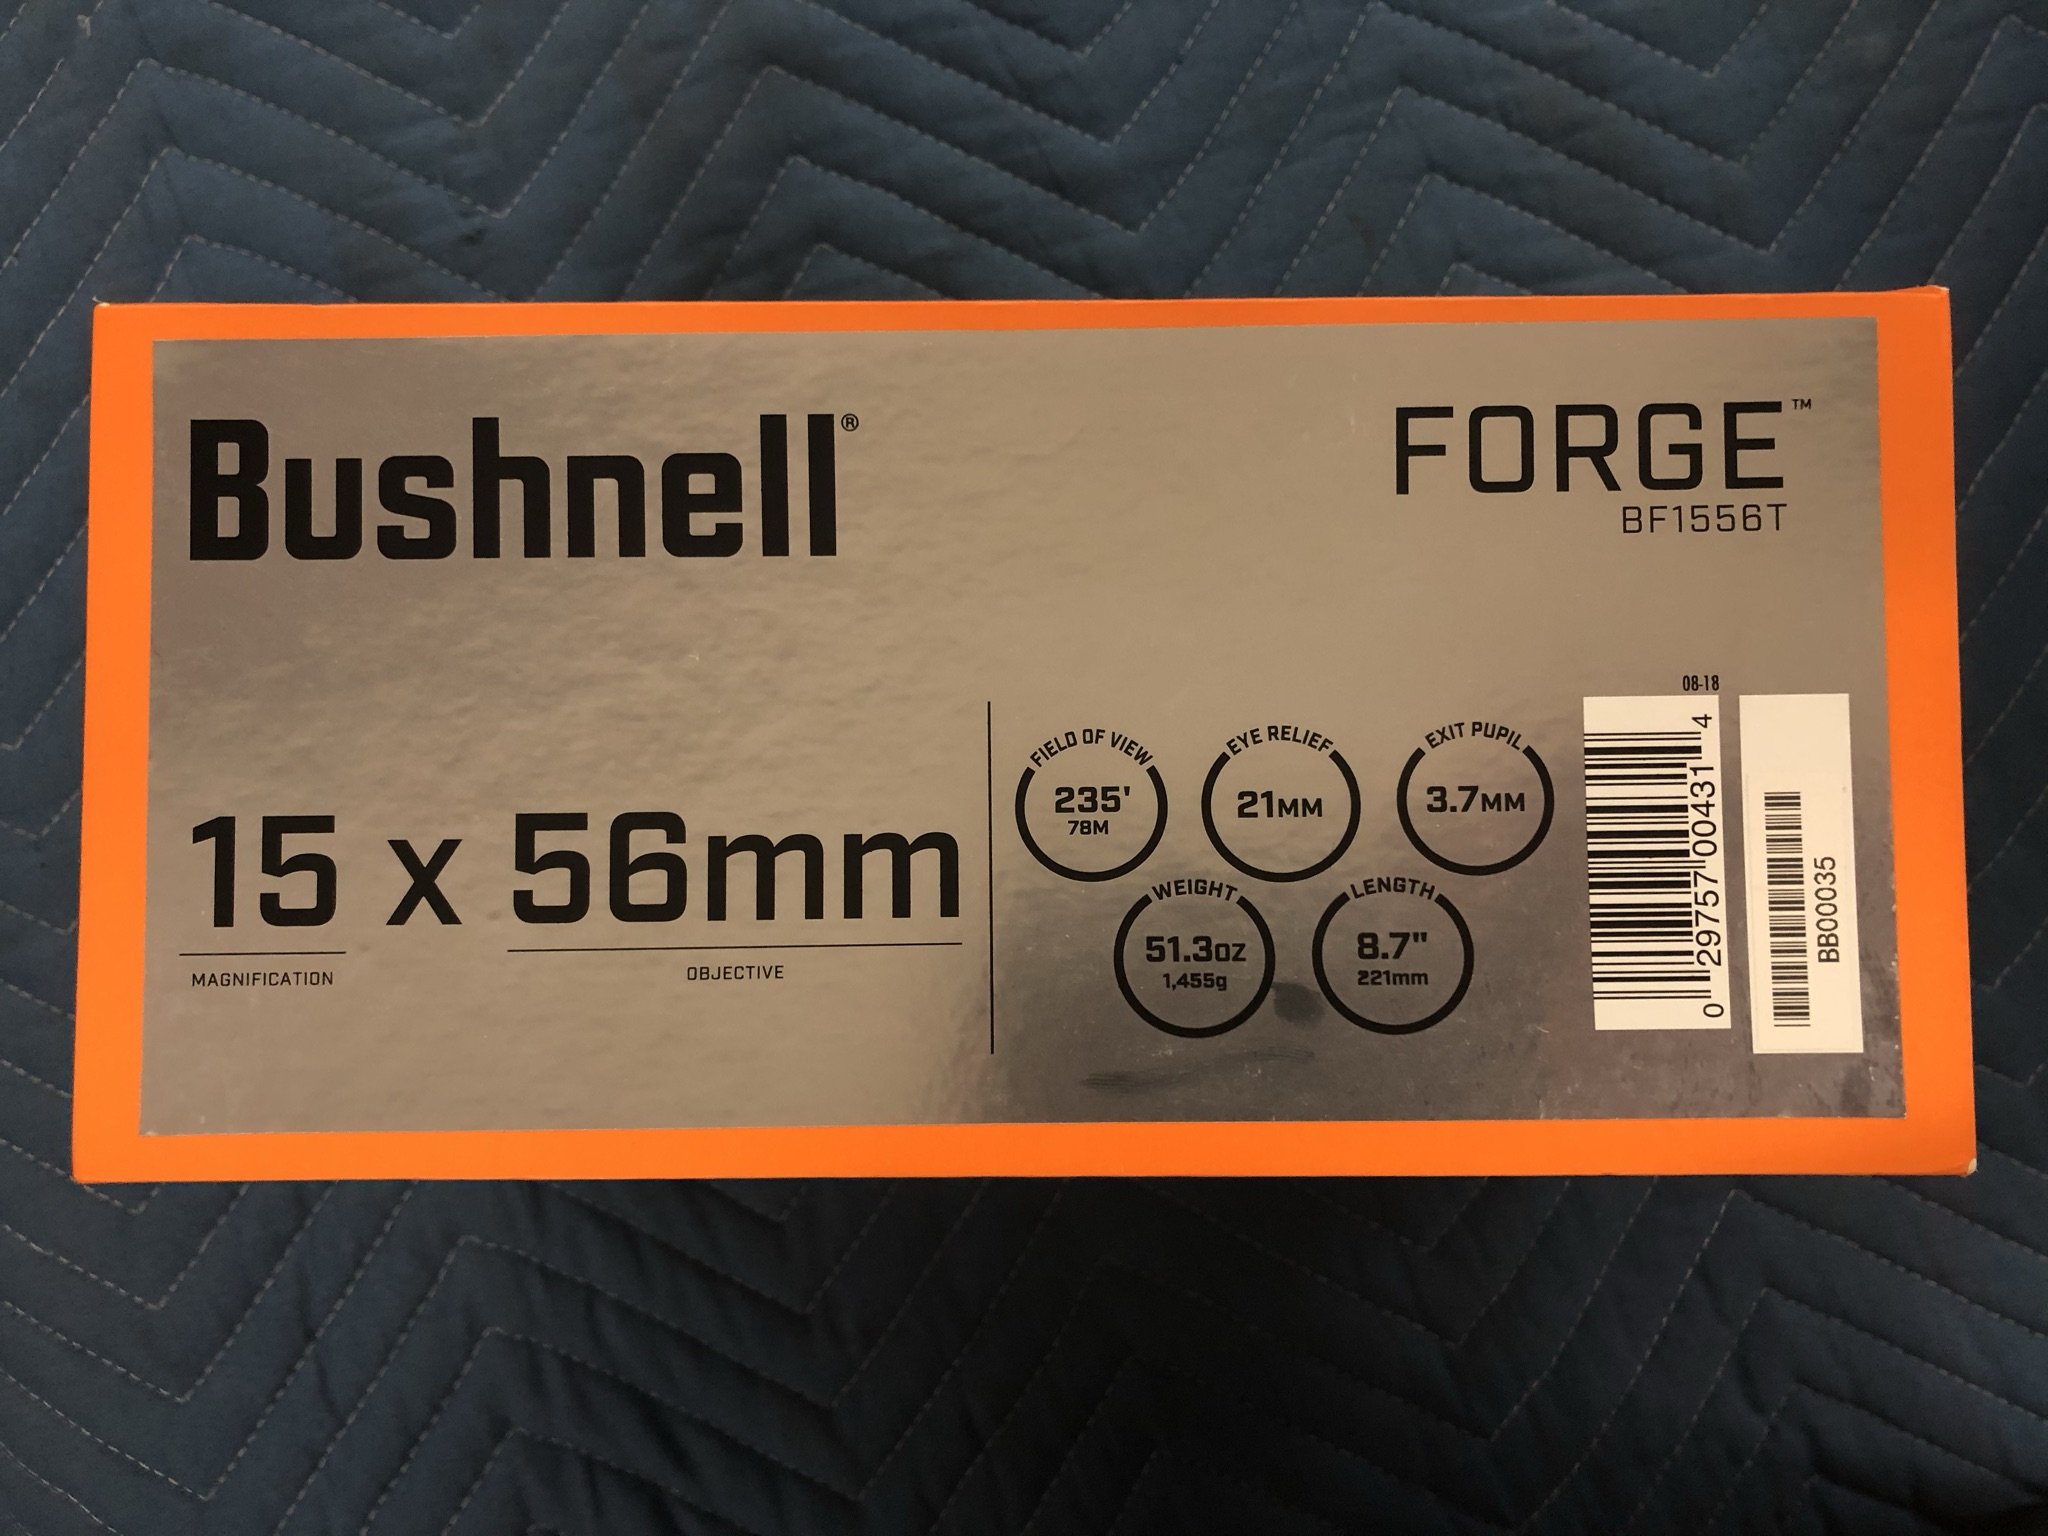 Bushnell®
FORGE™
BF1556T
15 x 56mm
MAGNIFICATION
OBJECTIVE
FIELD OF VIEW
235'
78M
EYE RELIEF
21MM
EXIT PUPIL
3.7MM
WEIGHT
51.3OZ
1,455g
LENGTH
8.7"
221mm
08-18
0 29757 00431 4
BB00035